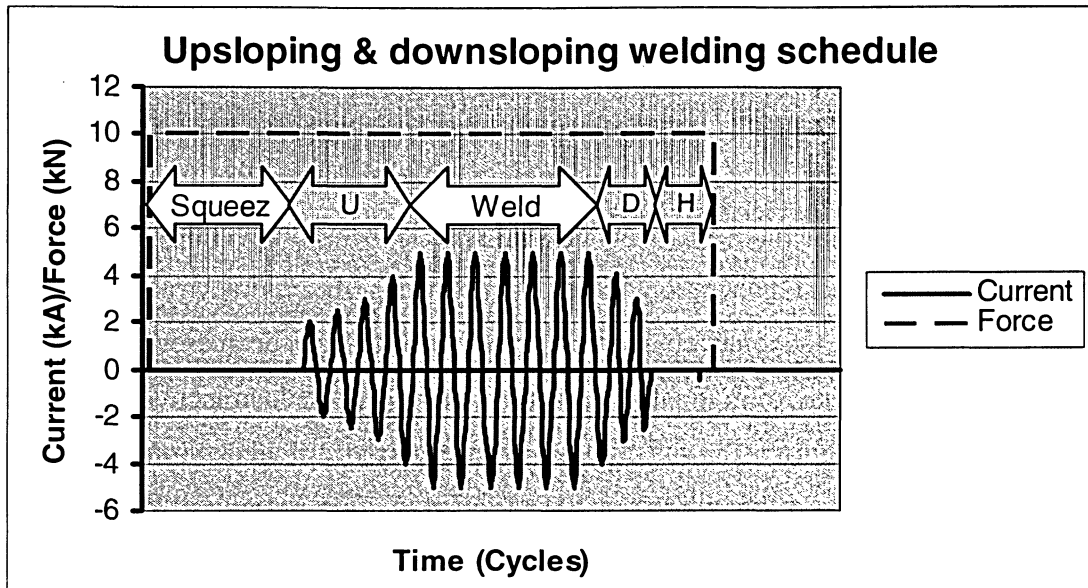 Upsloping & downsloping welding schedule
Current (kA)/Force (kN)
12
10
8
6
4
2
0
-2
-4
-6
Squeez
U
Weld
D
H
Current
Force
Time (Cycles)